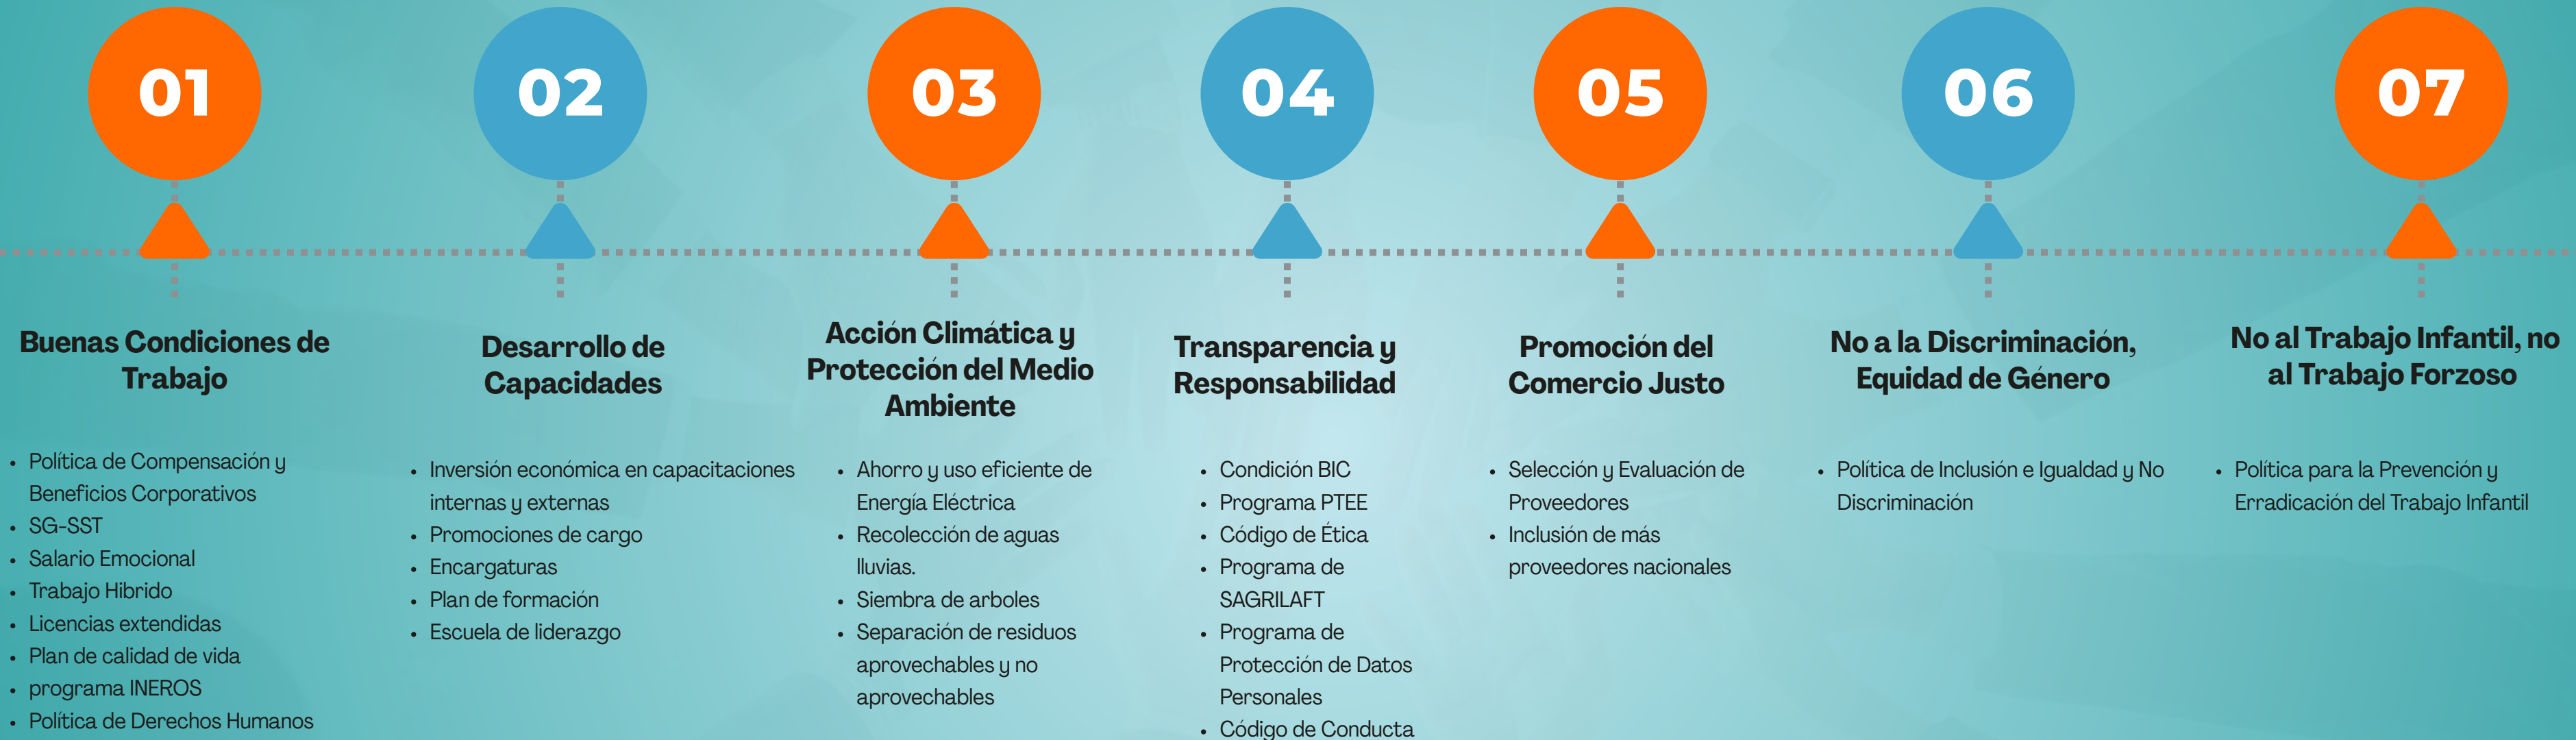 01
Buenas Condiciones de
Trabajo
• Política de Compensación y
Beneficios Corporativos
• SG-SST
• Salario Emocional
• Trabajo Hibrido
• Licencias extendidas
• Plan de calidad de vida
• programa INEROS
• Política de Derechos Humanos
02
Desarrollo de
Capacidades
• Inversión económica en capacitaciones
internas y externas
• Promociones de cargo
• Encargaturas
• Plan de formación
• Escuela de liderazgo
03
Acción Climática y
Protección del Medio
Ambiente
• Ahorro y uso eficiente de
Energía Eléctrica
• Recolección de aguas
lluvias.
• Siembra de arboles
• Separación de residuos
aprovechables y no
aprovechables
04
Transparencia y
Responsabilidad
• Condición BIC
• Programa PTEE
• Código de Ética
• Programa de
SAGRILAFT
• Programa de
Protección de Datos
Personales
• Código de Conducta
05
Promoción del
Comercio Justo
• Selección y Evaluación de
Proveedores
• Inclusión de más
proveedores nacionales
06
No a la Discriminación,
Equidad de Género
• Política de Inclusión e Igualdad y No
Discriminación
07
No al Trabajo Infantil, no
al Trabajo Forzoso
• Política para la Prevención y
Erradicación del Trabajo Infantil